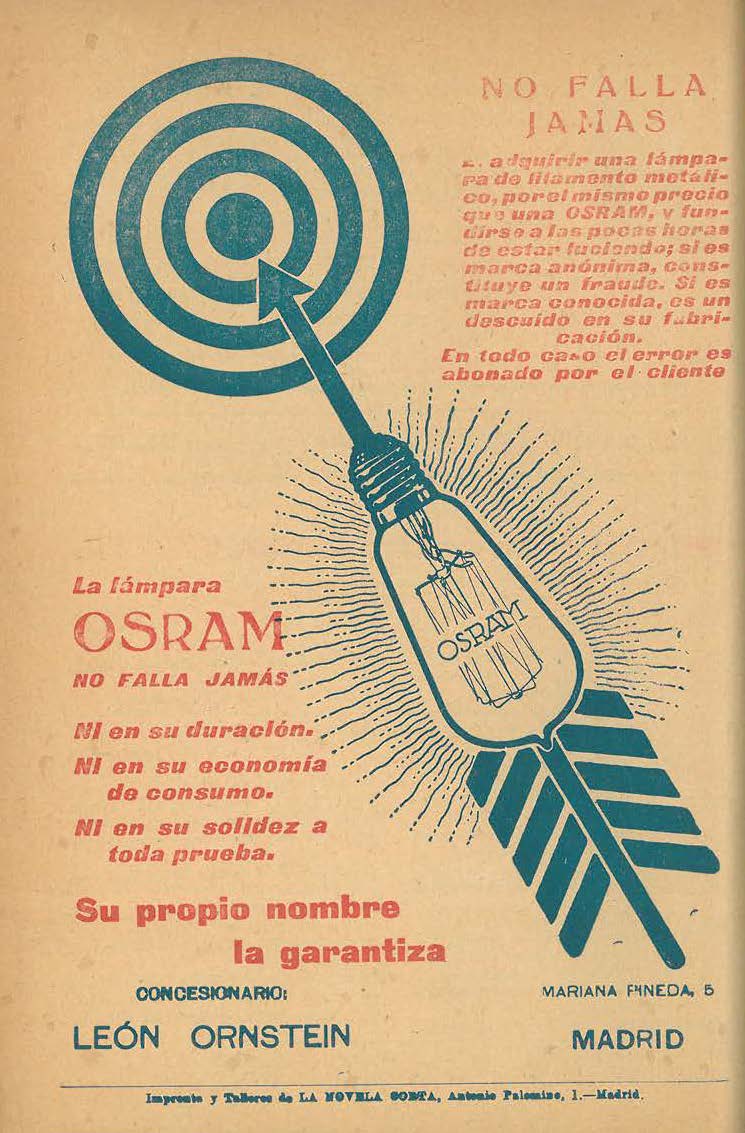 NO FALLA
JAMAS
El adquirir una lámpa-
ra de filamento metáli-
co, por el mismo precio
que una OSRAM, y fun-
dirse a las pocas horas
de estar luciendo; si es
marca anónima, cons-
tituye un fraude. Si es
marca conocida, es un
descuido en su fabri-
cación.
En todo caso el error es
abonado por el cliente
OSRAM
La lámpara
OSRAM
NO FALLA JAMÁS
NI en su duración.
NI en su economía
de consumo.
NI en su solidez a
toda prueba.
Su propio nombre
la garantiza
CONCESIONARIO:
LEÓN ORNSTEIN
MARIANA PINEDA, 5
MADRID
Imprenta y Talleres de LA NOVELA CORTA, Antonio Palomino, 1.—Madrid.